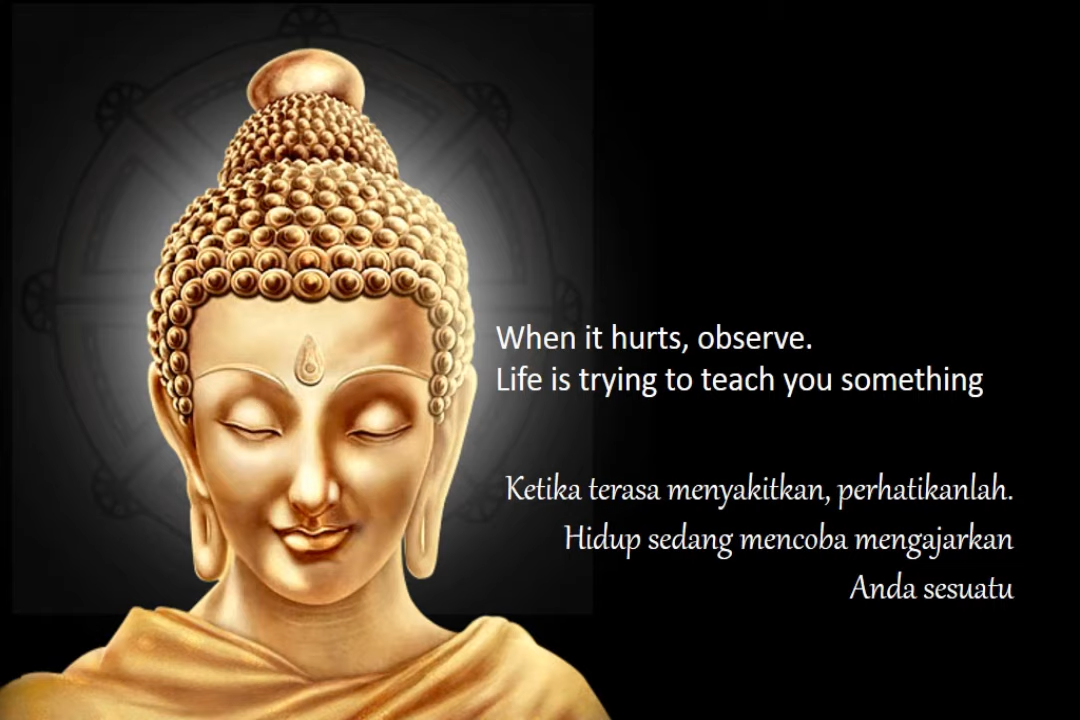 When it hurts, observe.
Life is trying to teach you something
Ketika terasa menyakitkan, perhatikanlah.
Hidup sedang mencoba mengajarkan
Anda sesuatu